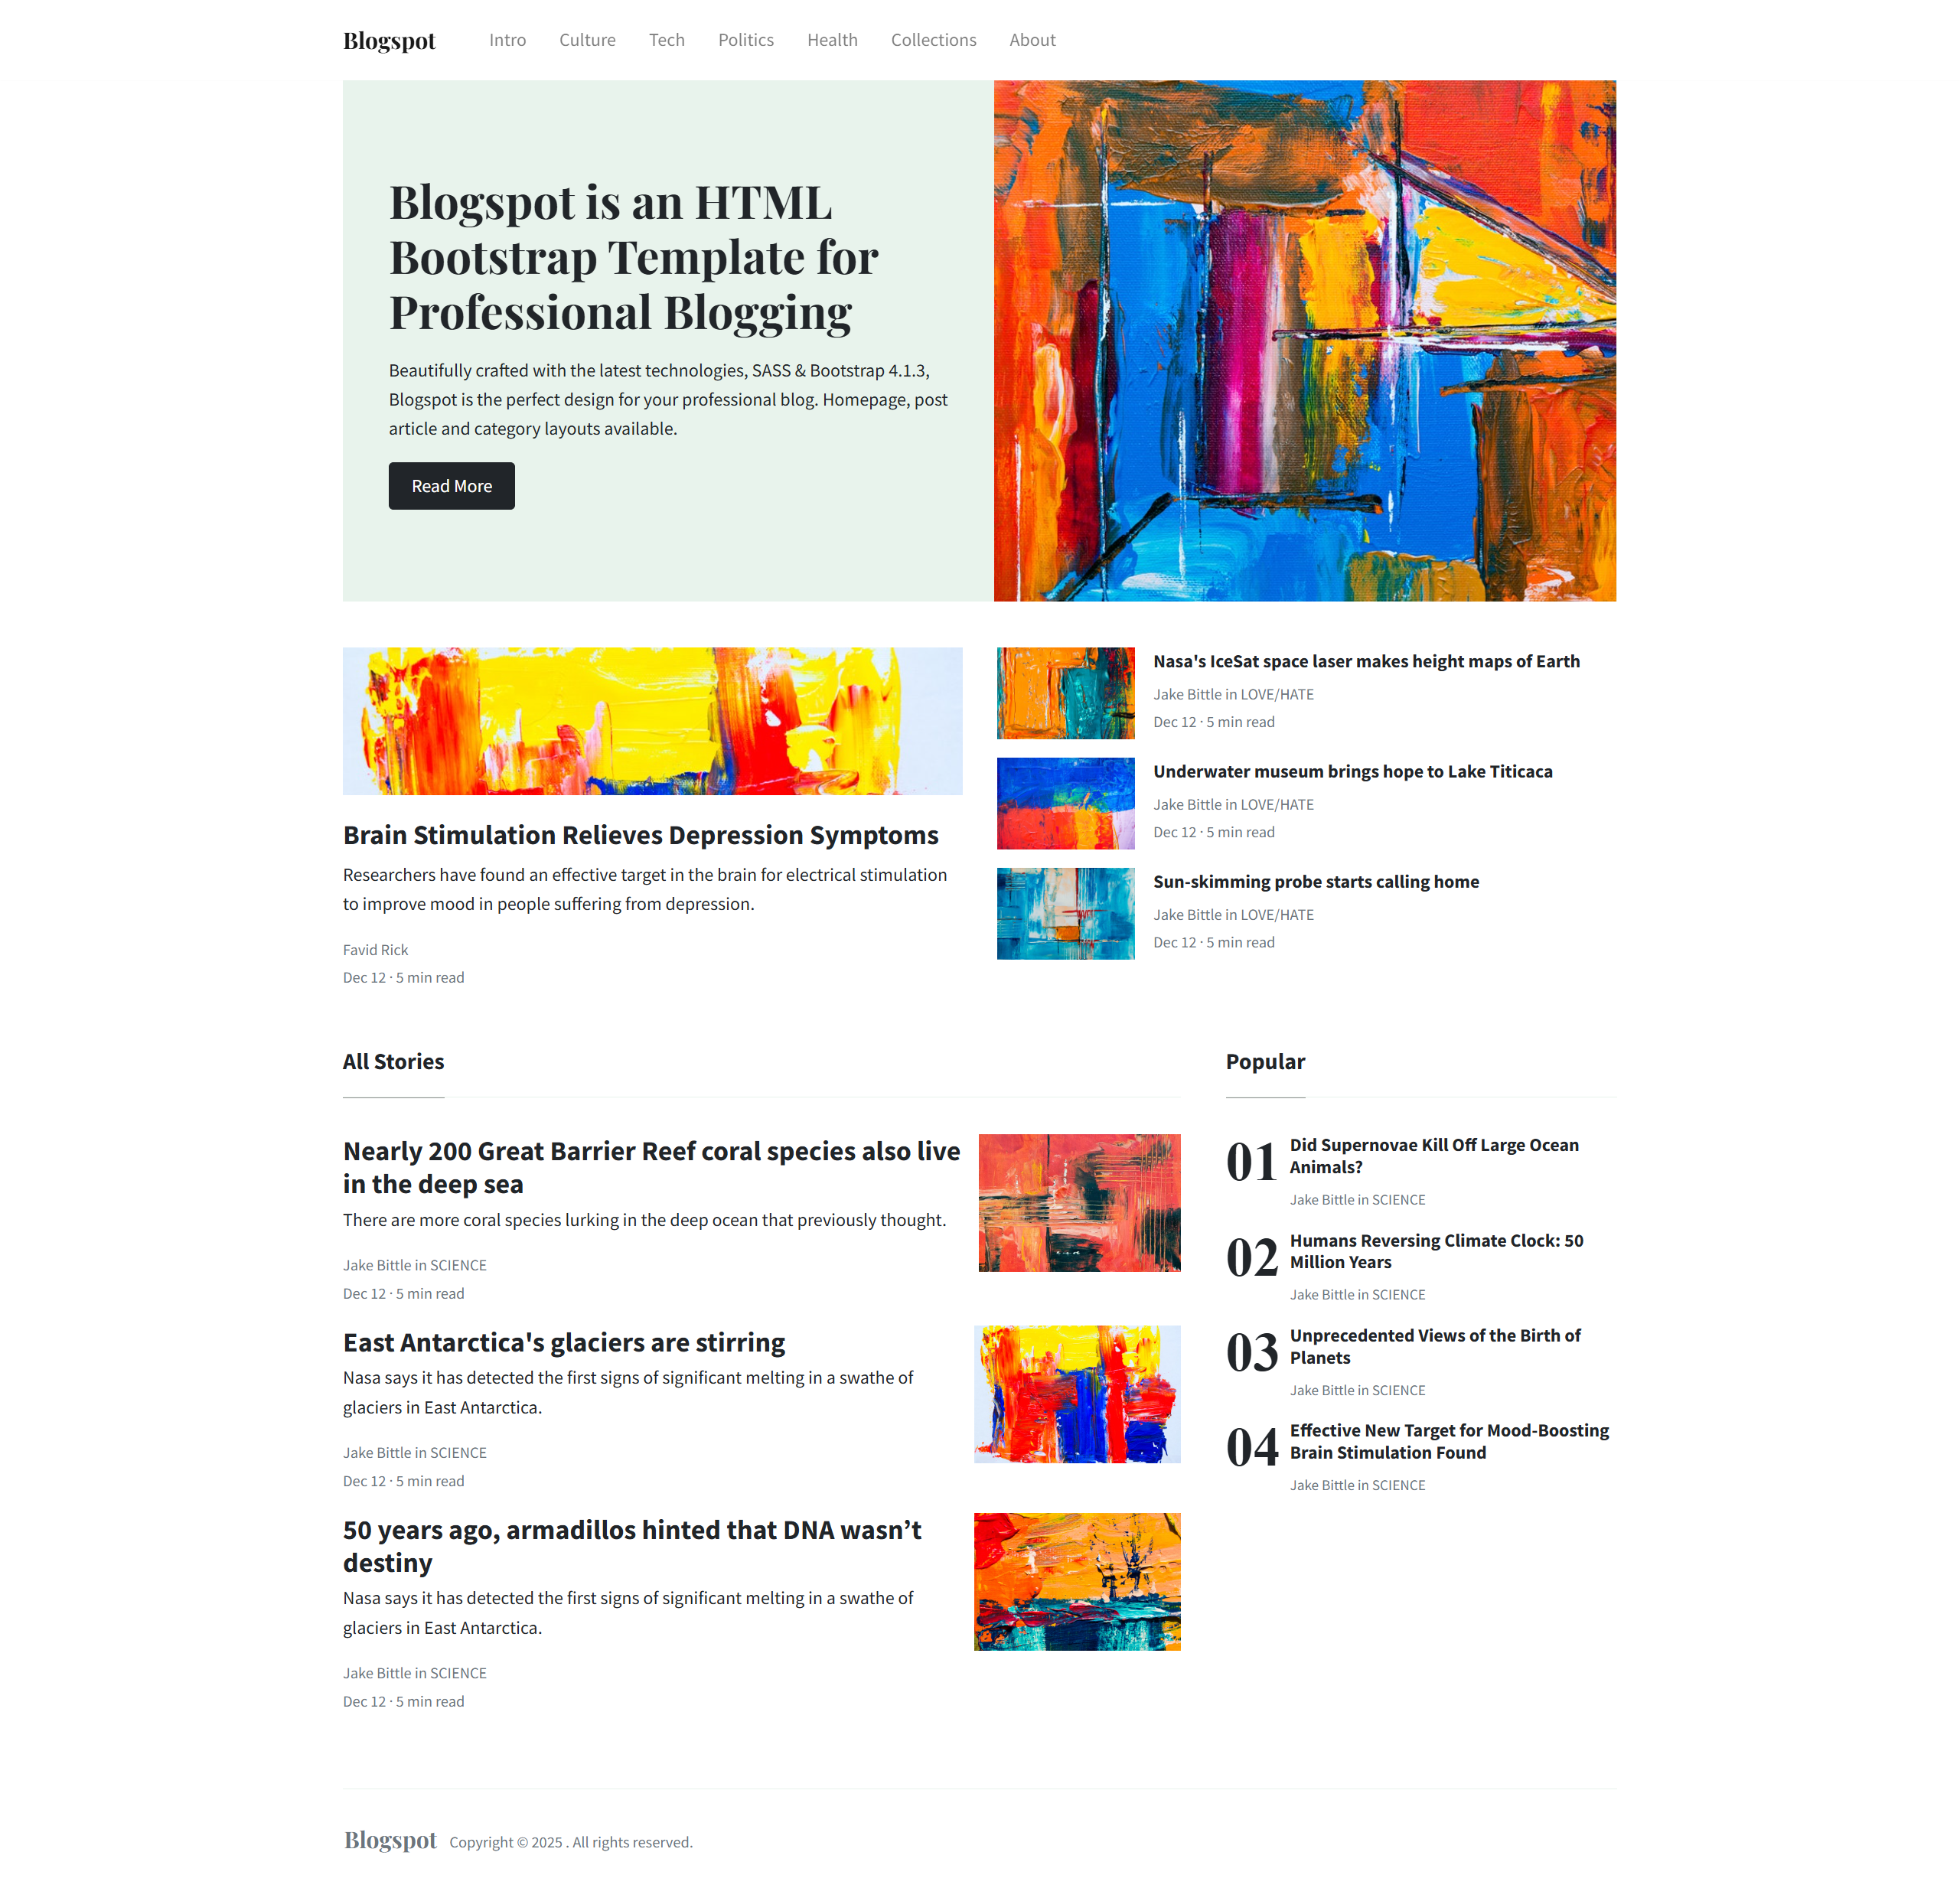 Blogspot
Intro Culture Tech Politics Health Collections About
Blogspot is an HTML
Bootstrap Template for
Professional Blogging
Beautifully crafted with the latest technologies, SASS & Bootstrap 4.1.3,
Blogspot is the perfect design for your professional blog. Homepage, post
article and category layouts available.
Read More
Brain Stimulation Relieves Depression Symptoms
Researchers have found an effective target in the brain for electrical stimulation
to improve mood in people suffering from depression.
Favid Rick
Dec 12 · 5 min read
Nasa's IceSat space laser makes height maps of Earth
Jake Bittle in LOVE/HATE
Dec 12 · 5 min read
Underwater museum brings hope to Lake Titicaca
Jake Bittle in LOVE/HATE
Dec 12 · 5 min read
Sun-skimming probe starts calling home
Jake Bittle in LOVE/HATE
Dec 12 · 5 min read
All Stories
Nearly 200 Great Barrier Reef coral species also live
in the deep sea
There are more coral species lurking in the deep ocean that previously thought.
Jake Bittle in SCIENCE
Dec 12 · 5 min read
East Antarctica's glaciers are stirring
Nasa says it has detected the first signs of significant melting in a swathe of
glaciers in East Antarctica.
Jake Bittle in SCIENCE
Dec 12 · 5 min read
50 years ago, armadillos hinted that DNA wasn’t
destiny
Nasa says it has detected the first signs of significant melting in a swathe of
glaciers in East Antarctica.
Jake Bittle in SCIENCE
Dec 12 · 5 min read
Popular
01
Did Supernovae Kill Off Large Ocean
Animals?
Jake Bittle in SCIENCE
02
Humans Reversing Climate Clock: 50
Million Years
Jake Bittle in SCIENCE
03
Unprecedented Views of the Birth of
Planets
Jake Bittle in SCIENCE
04
Effective New Target for Mood-Boosting
Brain Stimulation Found
Jake Bittle in SCIENCE
Blogspot Copyright © 2025 . All rights reserved.